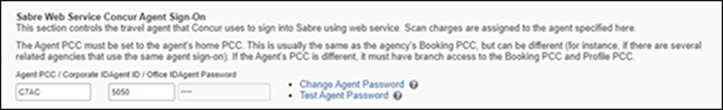 Sabre Web Service Concur Agent Sign-On
This section controls the travel agent that Concur uses to sign into Sabre using web service. Scan charges are assigned to the agent specified here.
The Agent PCC must be set to the agent's home PCC. This is usually the same as the agency's Booking PCC, but can be different (for instance, if there are several
related agencies that use the same agent sign-on). If the Agent's PCC is different, it must have branch access to the Booking PCC and Profile PCC.
Agent PCC / Corporate IDAgent ID / Office IDAgent Password
C7AC 5050 ····
• Change Agent Password ?
• Test Agent Password ?